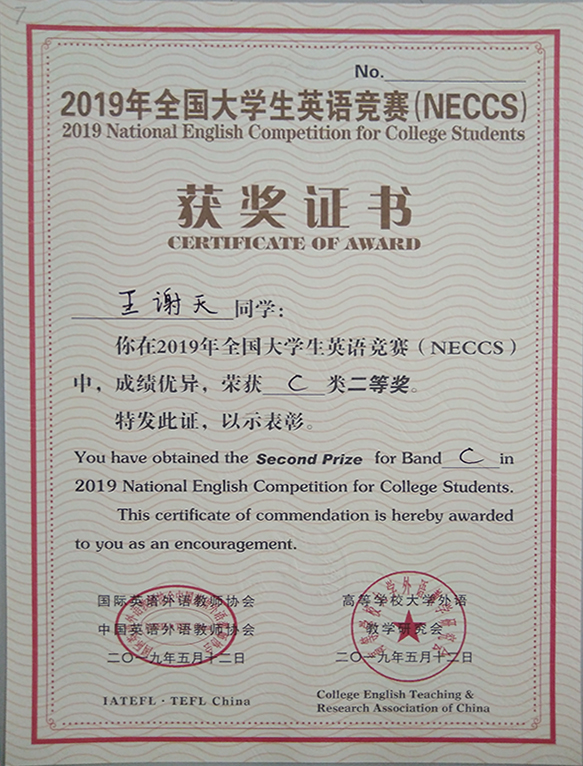 7
No.
2019年全国大学生英语竞赛(NECCS)
2019 National English Competition for College Students
获奖证书
CERTIFICATE OF AWARD
王谢天同学:
你在2019年全国大学生英语竞赛(NECCS)
中,成绩优异,荣获 C 类二等奖。
特发此证,以示表彰。
You have obtained the Second Prize for Band C in
2019 National English Competition for College Students.
This certificate of commendation is hereby awarded
to you as an encouragement.
国际英语外语教师协会
中国英语外语教师协会
二〇一九年五月十二日
IATEFL·TEFL China
高等学校大学外语
教学研究会
二〇一九年五月十二日
College English Teaching &
Research Association of China